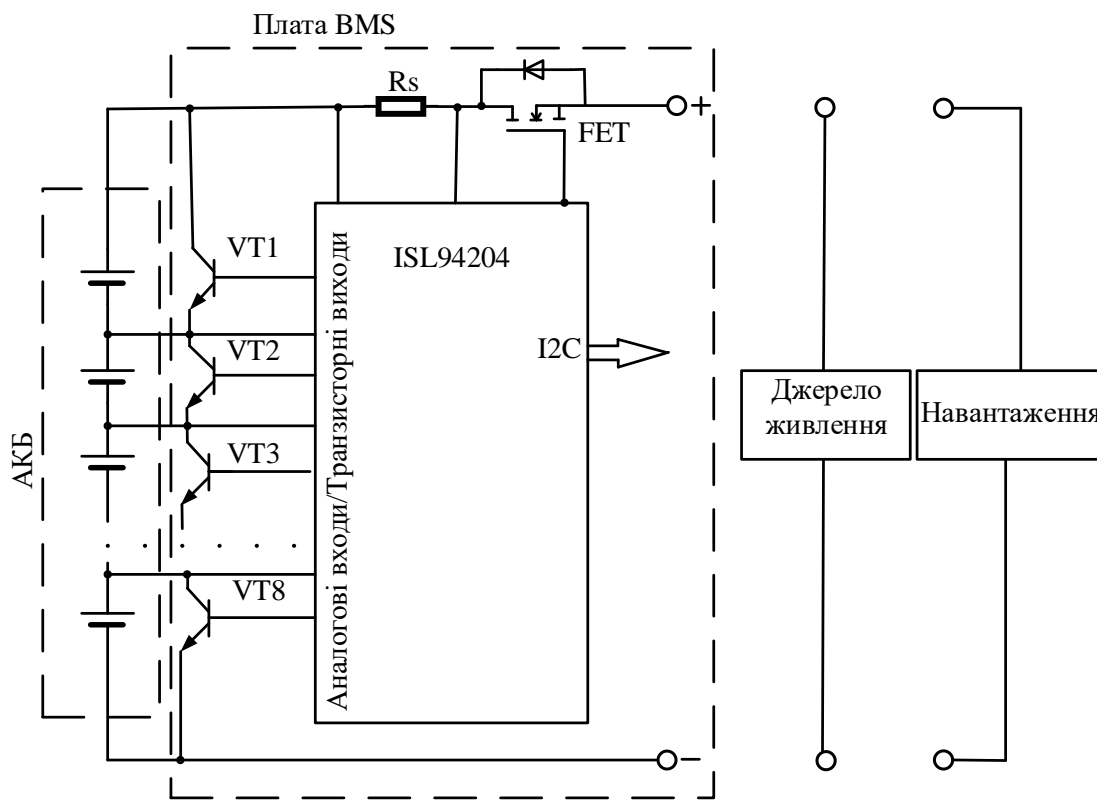 Плата BMS
Rs
+
FET
VT1
ISL94204
VT2
I2C
VT3
VT8
АКБ
Аналогові входи/Транзисторні виходи
Джерело
живлення
Навантаження
−